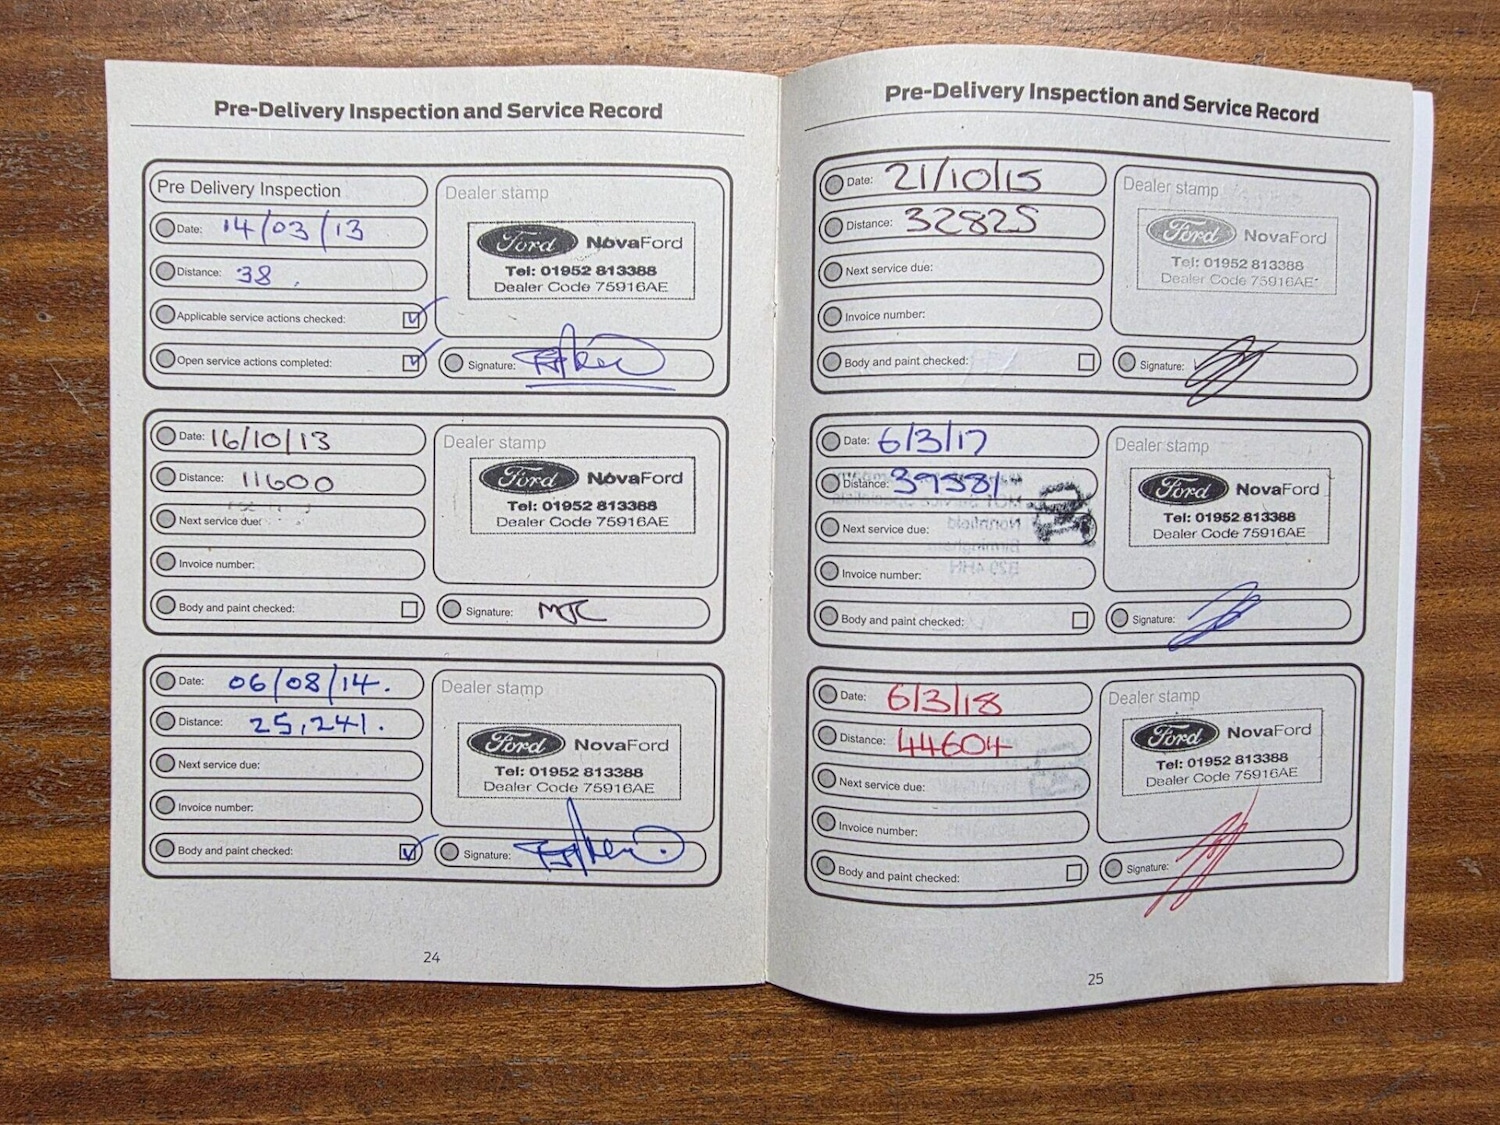 Pre-Delivery Inspection and Service Record
Pre Delivery Inspection
Date: 14/03/13
Distance: 38.
Applicable service actions checked:
Open service actions completed:
Dealer stamp
Ford NovaFord
Tel: 01952 813388
Dealer Code 75916AE
Signature:
Date: 16/10/13
Distance: 11600
Next service due:
Invoice number:
Body and paint checked:
Dealer stamp
Ford NovaFord
Tel: 01952 813388
Dealer Code 75916AE
Signature: MJC
Date: 06/08/14.
Distance: 25,241.
Next service due:
Invoice number:
Body and paint checked:
Dealer stamp
Ford NovaFord
Tel: 01952 813388
Dealer Code 75916AE
Signature:
24
Pre-Delivery Inspection and Service Record
Date: 21/10/15
Distance: 32825
Next service due:
Invoice number:
Body and paint checked:
Dealer stamp
Ford NovaFord
Tel: 01952 813388
Dealer Code 75916AE
Signature:
Date: 6/3/17
Distance: 39581
Next service due:
Invoice number:
Body and paint checked:
Dealer stamp
Ford NovaFord
Tel: 01952 813388
Dealer Code 75916AE
Signature:
Date: 6/3/18
Distance: 44604
Next service due:
Invoice number:
Body and paint checked:
Dealer stamp
Ford NovaFord
Tel: 01952 813388
Dealer Code 75916AE
Signature:
25